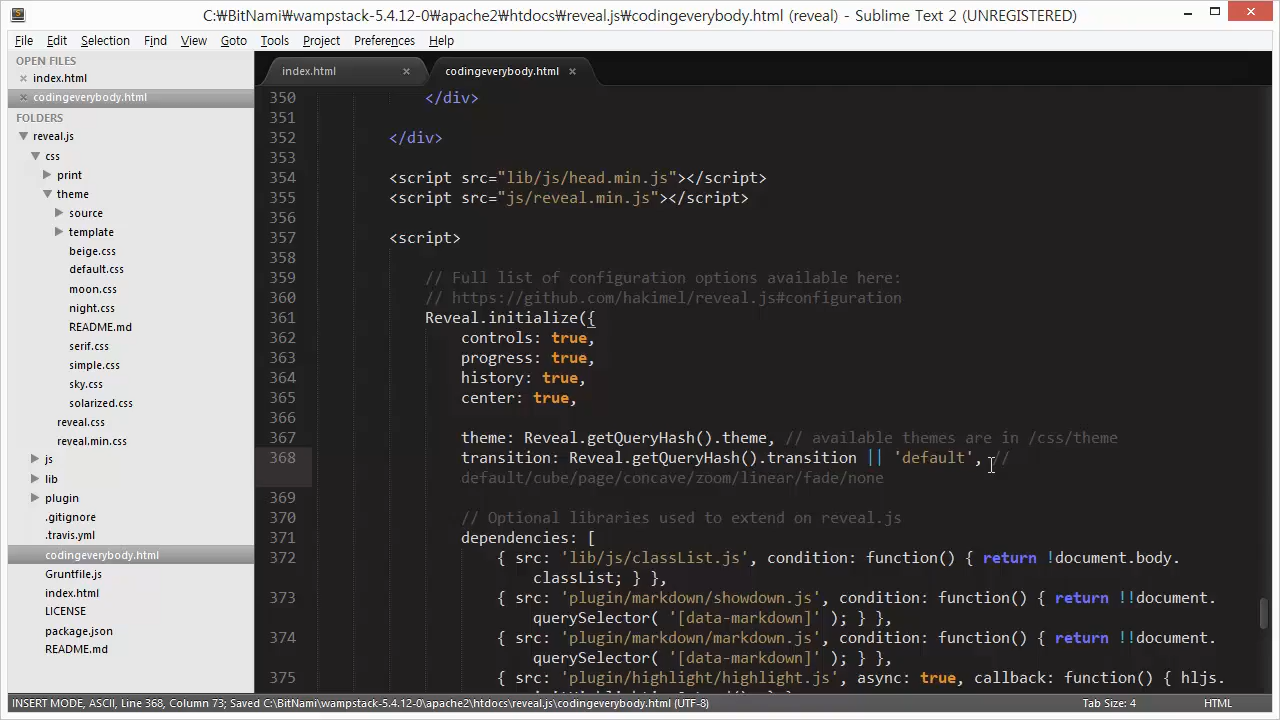 C:₩BitNami₩wampstack-5.4.12-0₩apache2₩htdocs₩reveal.js₩codingeverybody.html (reveal) - Sublime Text 2 (UNREGISTERED)
File Edit Selection Find View Goto Tools Project Preferences Help
OPEN FILES
index.html
codingeverybody.html
FOLDERS
reveal.js
css
print
theme
source
template
beige.css
default.css
moon.css
night.css
README.md
serif.css
simple.css
sky.css
solarized.css
reveal.css
reveal.min.css
js
lib
plugin
.gitignore
.travis.yml
codingeverybody.html
Gruntfile.js
index.html
LICENSE
package.json
README.md
index.html codingeverybody.html
350 </div>
351
352 </div>
353
354 <script src="lib/js/head.min.js"></script>
355 <script src="js/reveal.min.js"></script>
356
357 <script>
358
359 // Full list of configuration options available here:
360 // https://github.com/hakimel/reveal.js#configuration
361 Reveal.initialize({
362 controls: true,
363 progress: true,
364 history: true,
365 center: true,
366
367 theme: Reveal.getQueryHash().theme, // available themes are in /css/theme
368 transition: Reveal.getQueryHash().transition || 'default', //
default/cube/page/concave/zoom/linear/fade/none
369
370 // Optional libraries used to extend on reveal.js
371 dependencies: [
372 { src: 'lib/js/classList.js', condition: function() { return !document.body.
classList; } },
373 { src: 'plugin/markdown/showdown.js', condition: function() { return !!document.
querySelector( '[data-markdown]' ); } },
374 { src: 'plugin/markdown/markdown.js', condition: function() { return !!document.
querySelector( '[data-markdown]' ); } },
375 { src: 'plugin/highlight/highlight.js', async: true, callback: function() { hljs.
INSERT MODE, ASCII, Line 368, Column 73; Saved C:₩BitNami₩wampstack-5.4.12-0₩apache2₩htdocs₩reveal.js₩codingeverybody.html (UTF-8) Tab Size: 4 HTML